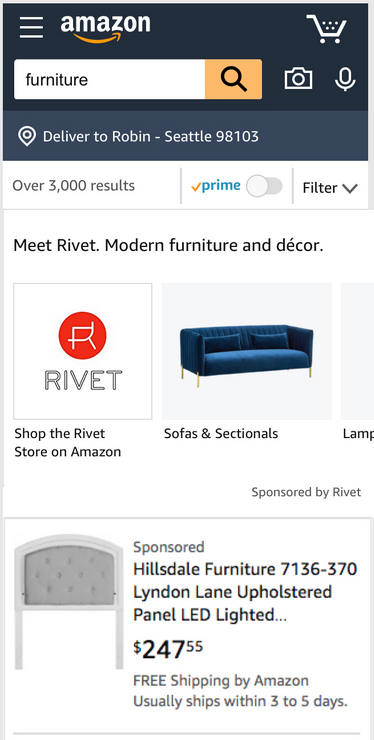 amazon
furniture
Deliver to Robin - Seattle 98103
Over 3,000 results
prime
Filter
Meet Rivet. Modern furniture and décor.
RIVET
Shop the Rivet
Store on Amazon
Sofas & Sectionals
Lamp
Sponsored by Rivet
Sponsored
Hillsdale Furniture 7136-370
Lyndon Lane Upholstered
Panel LED Lighted...
$24755
FREE Shipping by Amazon
Usually ships within 3 to 5 days.